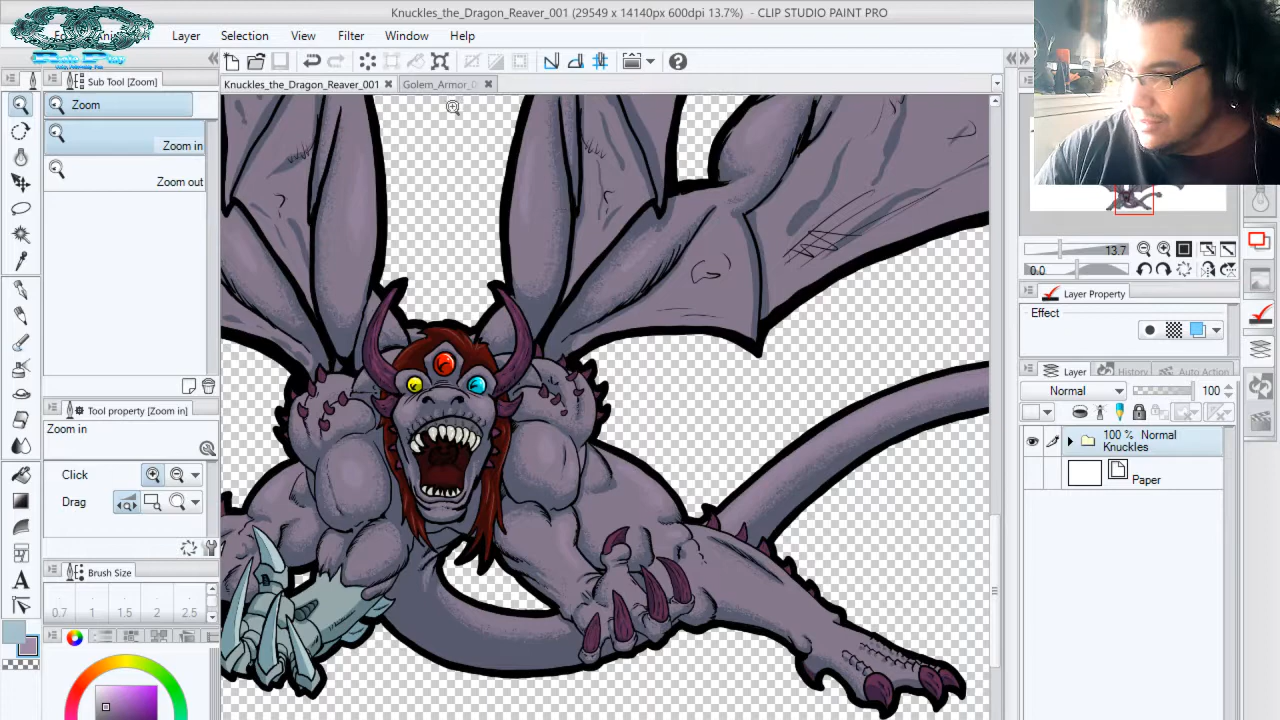 Knuckles_the_Dragon_Reaver_001 (29549 x 14140px 600dpi 13.7%) - CLIP STUDIO PAINT PRO
Layer Selection View Filter Window Help
Sub Tool [Zoom]
Knuckles_the_Dragon_Reaver_001 Golem_Armor_0
Zoom
Zoom in
Zoom out
13.7
0.0
Layer Property
Effect
Layer History Auto Action
Normal 100
Tool property [Zoom in]
Zoom in
100 % Normal
Knuckles
Click
Paper
Drag
Brush Size
0.7 1 1.5 2 2.5
A